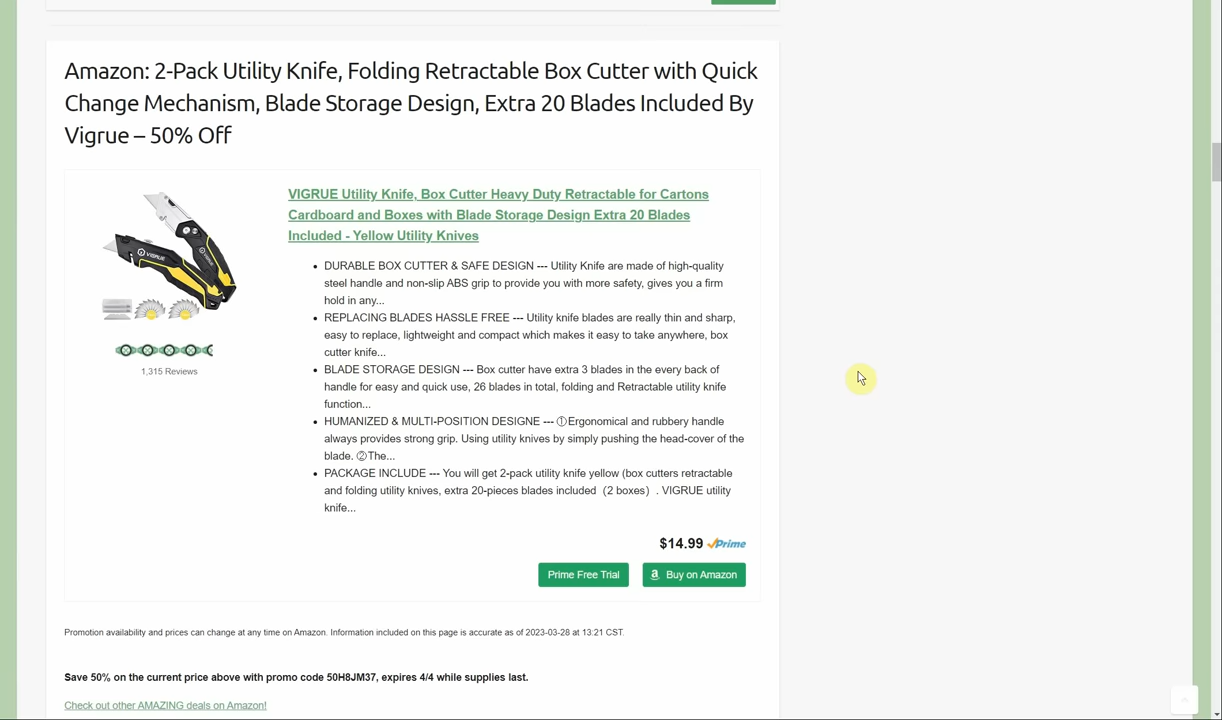 Amazon: 2-Pack Utility Knife, Folding Retractable Box Cutter with Quick
Change Mechanism, Blade Storage Design, Extra 20 Blades Included By
Vigrue – 50% Off
VIGRUE Utility Knife, Box Cutter Heavy Duty Retractable for Cartons
Cardboard and Boxes with Blade Storage Design Extra 20 Blades
Included - Yellow Utility Knives
VIGRUE
1,315 Reviews
• DURABLE BOX CUTTER & SAFE DESIGN --- Utility Knife are made of high-quality
steel handle and non-slip ABS grip to provide you with more safety, gives you a firm
hold in any...
• REPLACING BLADES HASSLE FREE --- Utility knife blades are really thin and sharp,
easy to replace, lightweight and compact which makes it easy to take anywhere, box
cutter knife...
• BLADE STORAGE DESIGN --- Box cutter have extra 3 blades in the every back of
handle for easy and quick use, 26 blades in total, folding and Retractable utility knife
function...
• HUMANIZED & MULTI-POSITION DESIGNE --- ①Ergonomical and rubbery handle
always provides strong grip. Using utility knives by simply pushing the head-cover of the
blade. ②The...
• PACKAGE INCLUDE --- You will get 2-pack utility knife yellow (box cutters retractable
and folding utility knives, extra 20-pieces blades included（2 boxes）. VIGRUE utility
knife...
$14.99 Prime
Prime Free Trial
Buy on Amazon
Promotion availability and prices can change at any time on Amazon. Information included on this page is accurate as of 2023-03-28 at 13:21 CST.
Save 50% on the current price above with promo code 50H8JM37, expires 4/4 while supplies last.
Check out other AMAZING deals on Amazon!